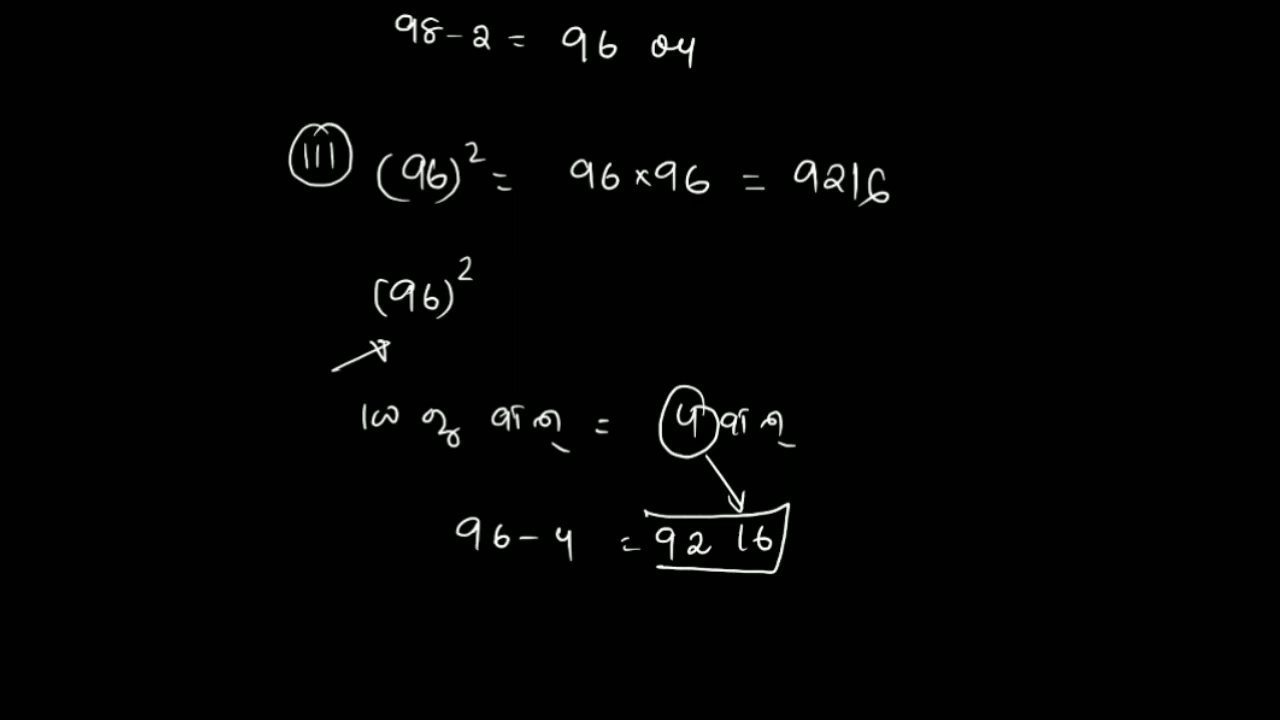 98 - 2 = 96 04
(iii) (96)² = 96 × 96 = 9216
(96)²
100 = 4
96 - 4 = 92 16